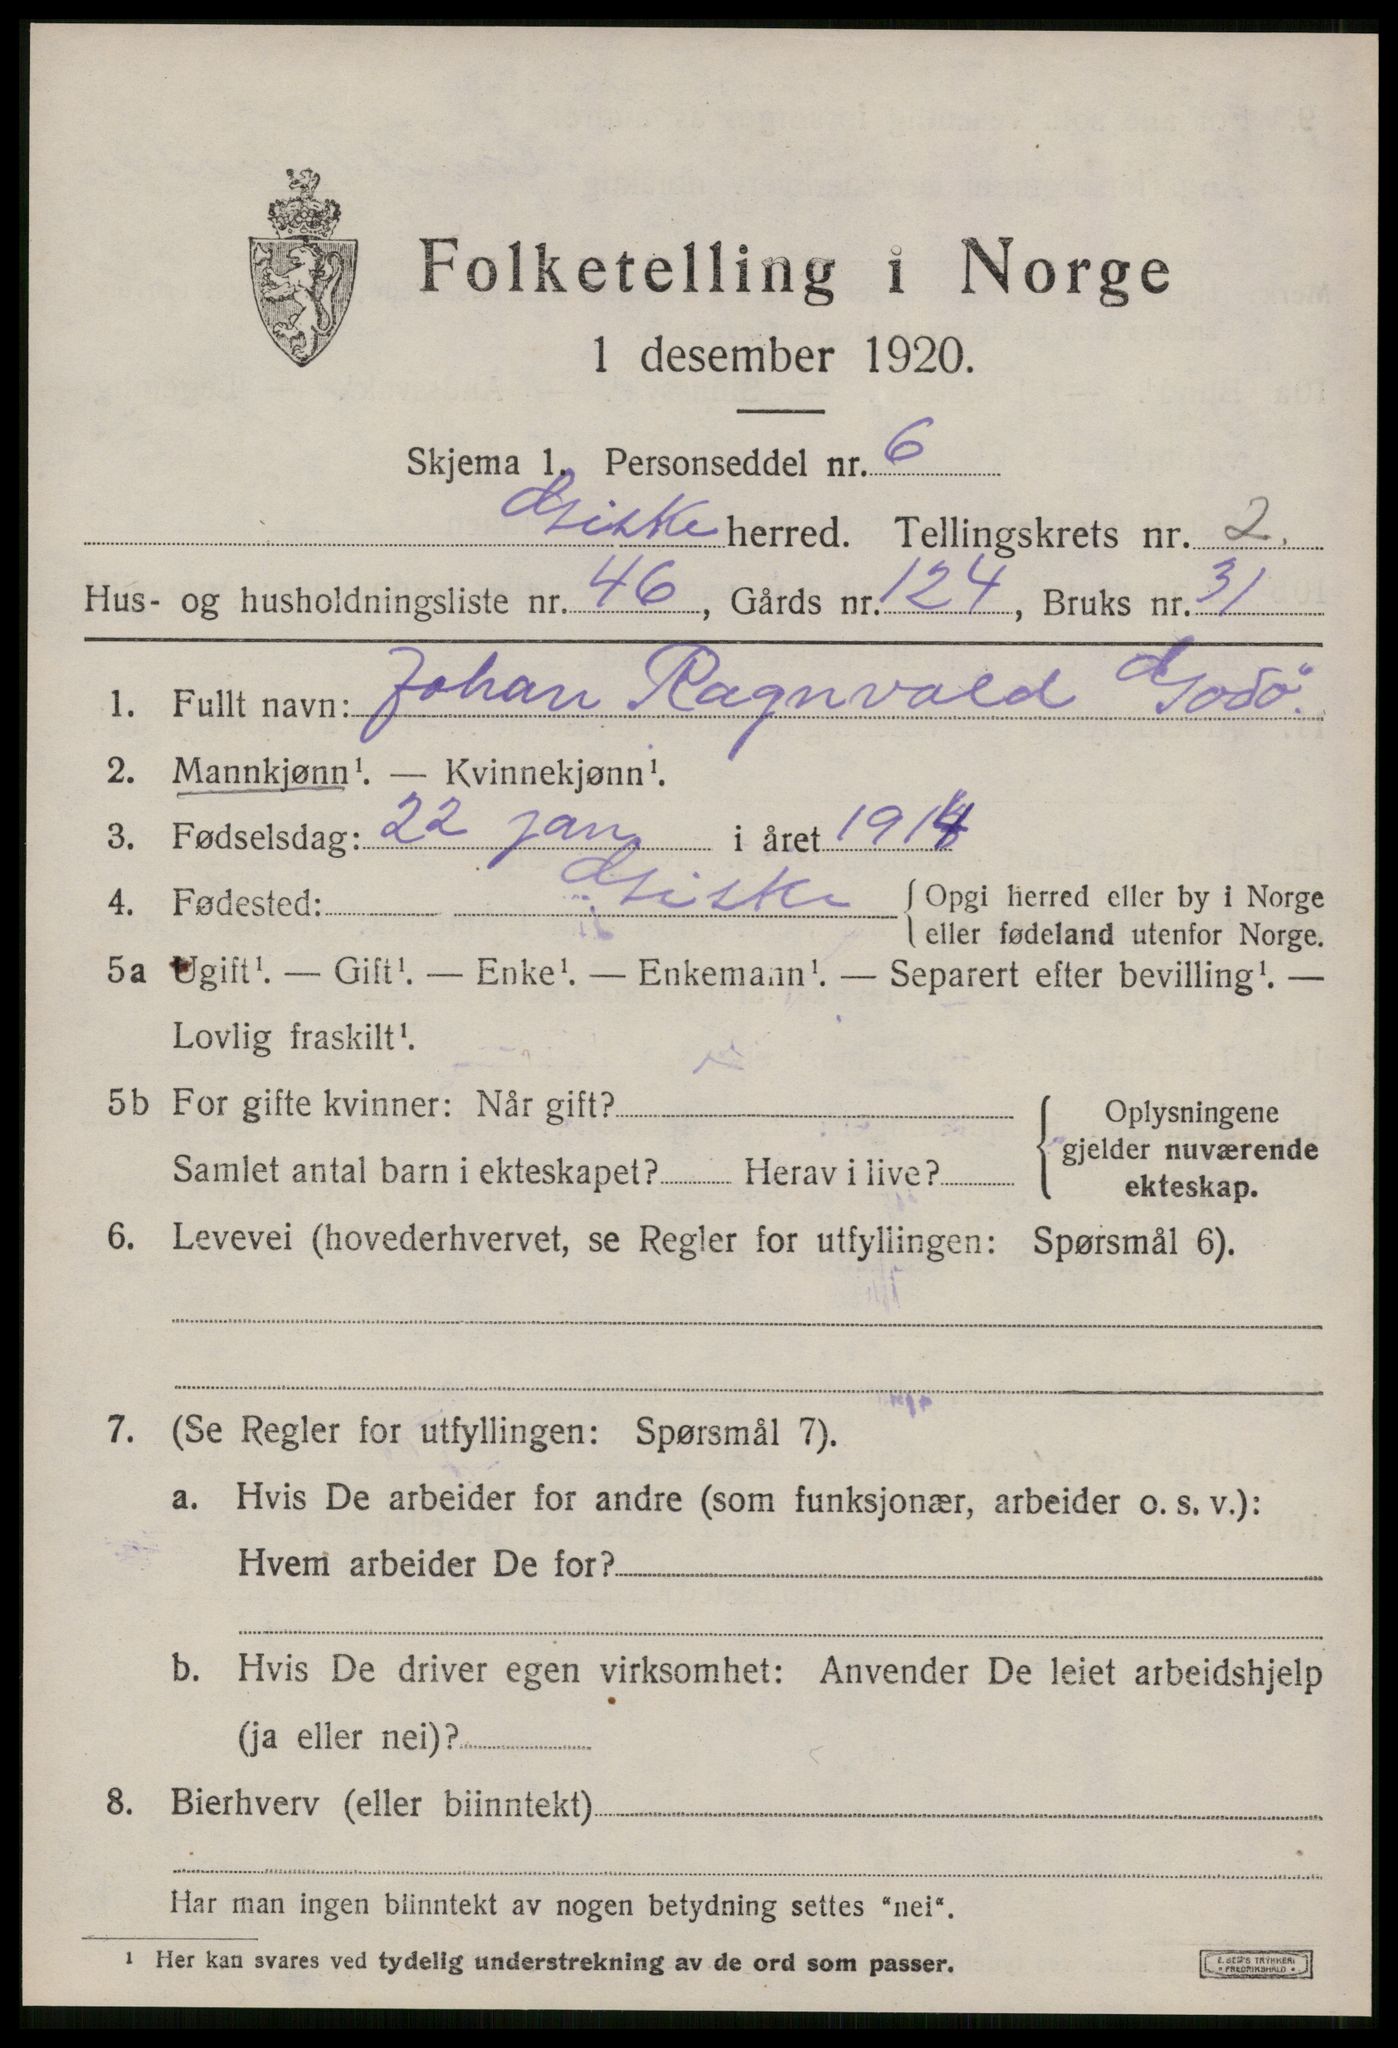 Folketelling i Norge
1 desember 1920.
Skjema 1. Personseddel nr. 6
Giske herred. Tellingskrets nr. 2.
Hus- og husholdningsliste nr. 46, Gårds nr. 124, Bruks nr. 31
1. Fullt navn: Johan Ragnvald Godö.
2. Mannkjønn¹. — Kvinnekjønn¹.
3. Fødselsdag: 22 jan i året 1914
4. Fødested: Giske { Opgi herred eller by i Norge
eller fødeland utenfor Norge.
5a Ugift¹. — Gift¹. — Enke¹. — Enkemann¹. — Separert efter bevilling¹. —
Lovlig fraskilt¹.
5b For gifte kvinner: Når gift? { Oplysningene
gjelder nuværende
Samlet antal barn i ekteskapet? Herav i live? ekteskap.
6. Levevei (hovederhvervet, se Regler for utfyllingen: Spørsmål 6).
7. (Se Regler for utfyllingen: Spørsmål 7).
a. Hvis De arbeider for andre (som funksjonær, arbeider o. s. v.):
Hvem arbeider De for?
b. Hvis De driver egen virksomhet: Anvender De leiet arbeidshjelp
(ja eller nei)?
8. Bierhverv (eller biinntekt)
Har man ingen biinntekt av nogen betydning settes "nei".
¹ Her kan svares ved tydelig understrekning av de ord som passer.
E. SEM'S TRYKKERI
FREDRIKSHALD